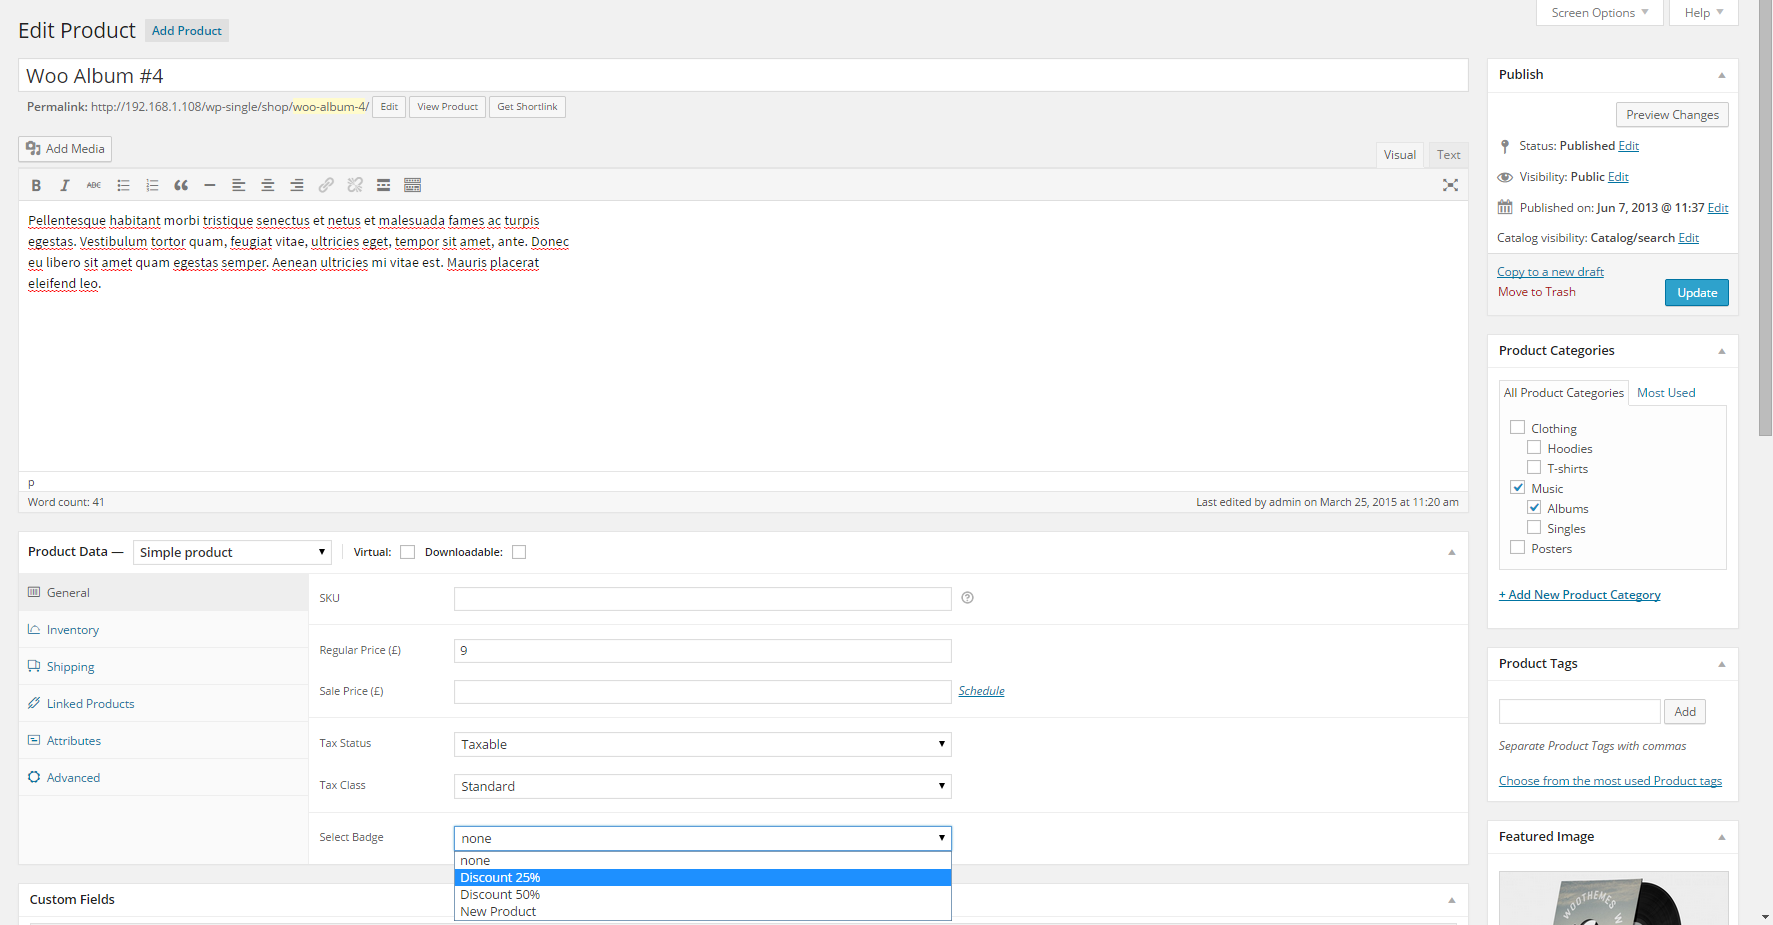 Screen Options
Help
Edit Product
Add Product
Woo Album #4
Permalink: http://192.168.1.108/wp-single/shop/woo-album-4/
Edit
View Product
Get Shortlink
Add Media
Visual
Text
B
I
ABC
Pellentesque habitant morbi tristique senectus et netus et malesuada fames ac turpis
egestas. Vestibulum tortor quam, feugiat vitae, ultricies eget, tempor sit amet, ante. Donec
eu libero sit amet quam egestas semper. Aenean ultricies mi vitae est. Mauris placerat
eleifend leo.
p
Word count: 41
Last edited by admin on March 25, 2015 at 11:20 am
Product Data —
Simple product
Virtual:
Downloadable:
General
Inventory
Shipping
Linked Products
Attributes
Advanced
SKU
Regular Price (£)
9
Sale Price (£)
Schedule
Tax Status
Taxable
Tax Class
Standard
Select Badge
none
none
Discount 25%
Discount 50%
New Product
Custom Fields
Publish
Preview Changes
Status: Published Edit
Visibility: Public Edit
Published on: Jun 7, 2013 @ 11:37 Edit
Catalog visibility: Catalog/search Edit
Copy to a new draft
Move to Trash
Update
Product Categories
All Product Categories
Most Used
Clothing
Hoodies
T-shirts
Music
Albums
Singles
Posters
+ Add New Product Category
Product Tags
Add
Separate Product Tags with commas
Choose from the most used Product tags
Featured Image
WOOTHEMES W